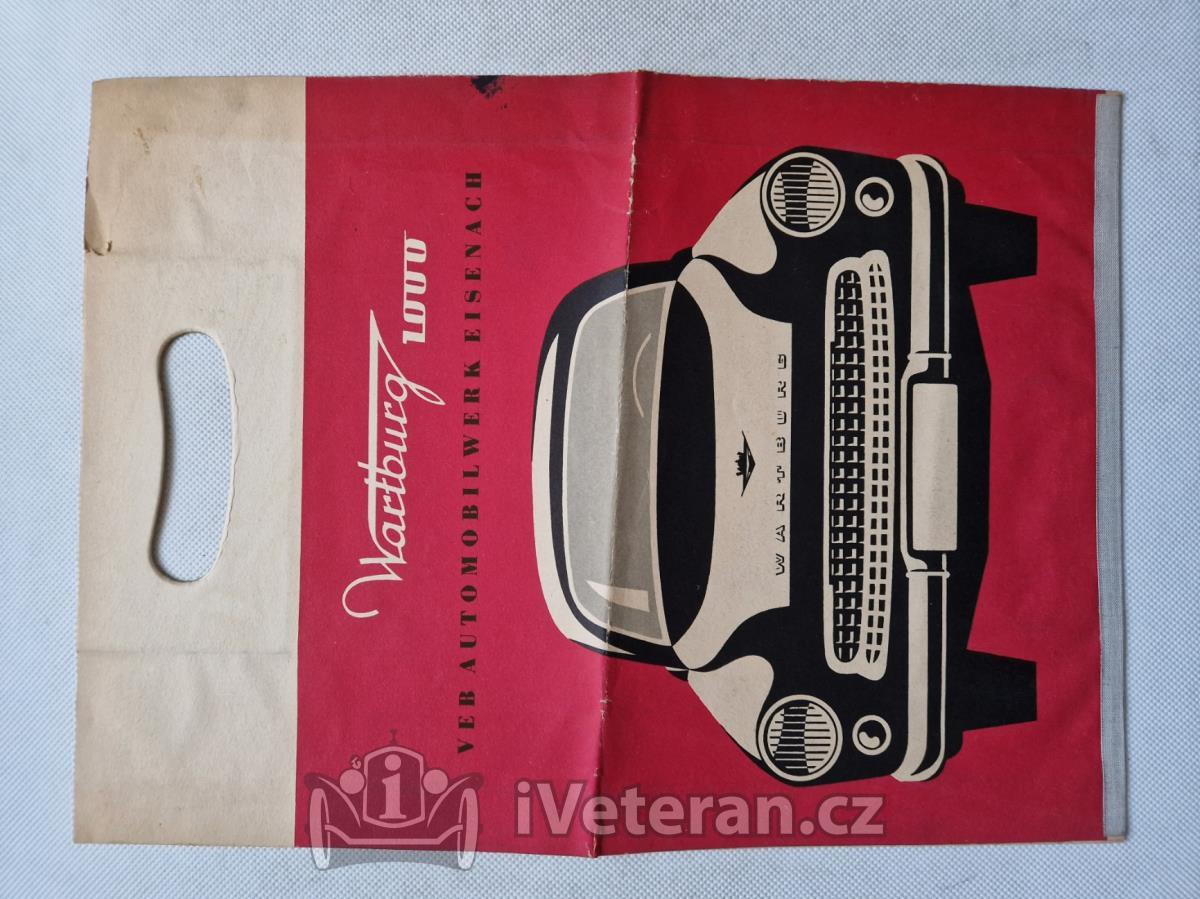 Wartburg
1000
VEB AUTOMOBILWERK EISENACH
WARTBURG
i
iVeteran.cz